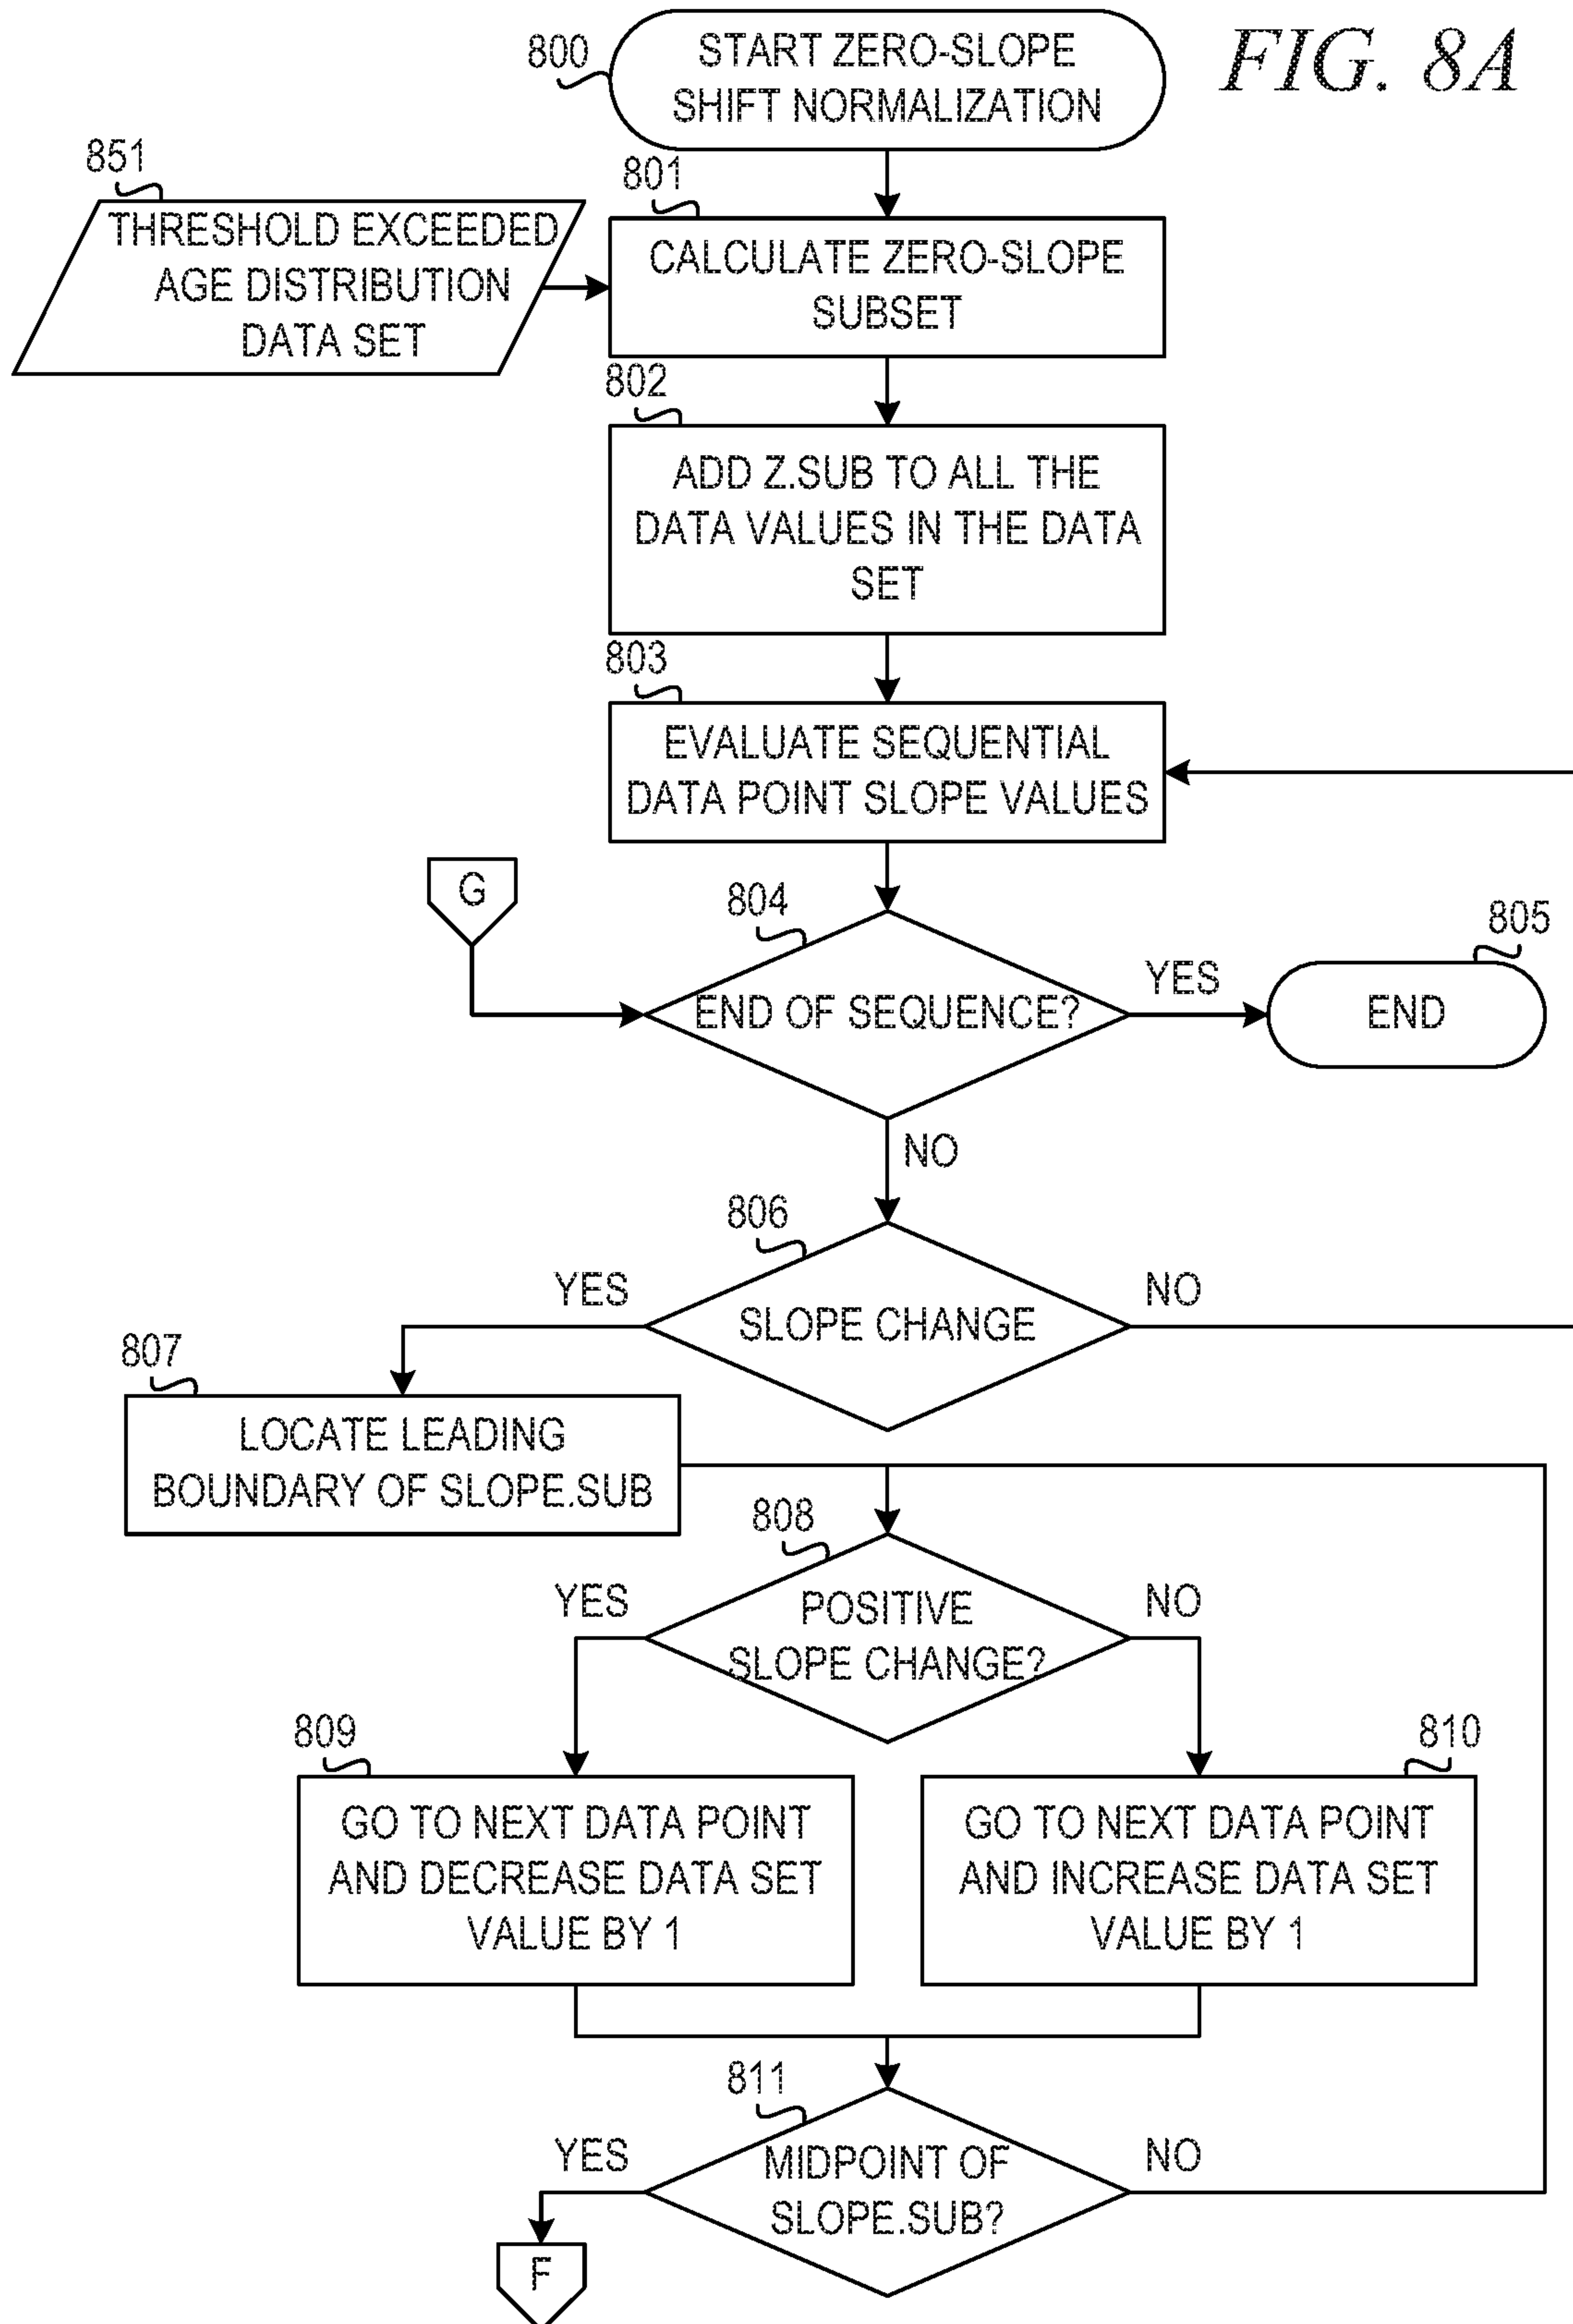 FIG. 8A
800
START ZERO-SLOPE
SHIFT NORMALIZATION
851
THRESHOLD EXCEEDED
AGE DISTRIBUTION
DATA SET
801
CALCULATE ZERO-SLOPE
SUBSET
802
ADD Z.SUB TO ALL THE
DATA VALUES IN THE DATA
SET
803
EVALUATE SEQUENTIAL
DATA POINT SLOPE VALUES
G
804
END OF SEQUENCE?
YES
805
END
NO
806
SLOPE CHANGE
YES
NO
807
LOCATE LEADING
BOUNDARY OF SLOPE.SUB
808
POSITIVE
SLOPE CHANGE?
YES
NO
809
GO TO NEXT DATA POINT
AND DECREASE DATA SET
VALUE BY 1
810
GO TO NEXT DATA POINT
AND INCREASE DATA SET
VALUE BY 1
811
MIDPOINT OF
SLOPE.SUB?
YES
NO
F